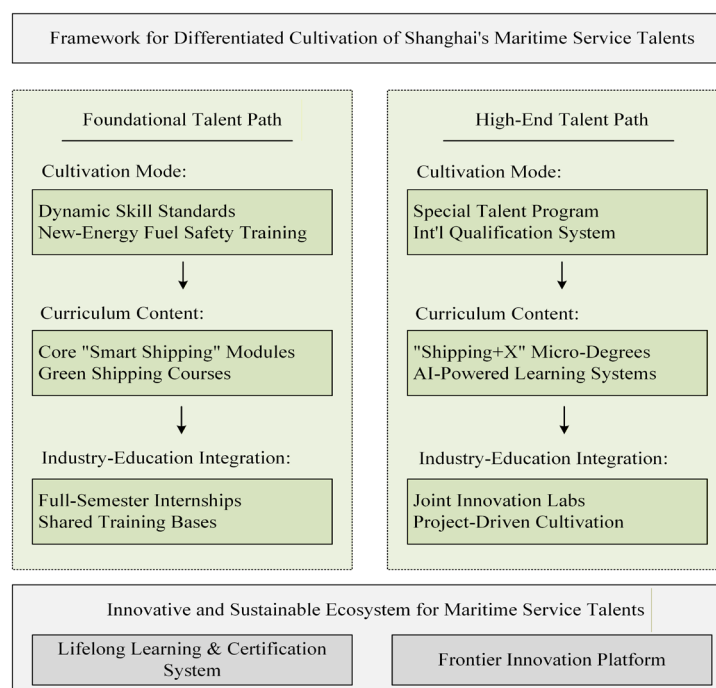 Framework for Differentiated Cultivation of Shanghai's Maritime Service Talents
Foundational Talent Path
Cultivation Mode:
Dynamic Skill Standards
New-Energy Fuel Safety Training
Curriculum Content:
Core "Smart Shipping" Modules
Green Shipping Courses
Industry-Education Integration:
Full-Semester Internships
Shared Training Bases
High-End Talent Path
Cultivation Mode:
Special Talent Program
Int'l Qualification System
Curriculum Content:
"Shipping+X" Micro-Degrees
AI-Powered Learning Systems
Industry-Education Integration:
Joint Innovation Labs
Project-Driven Cultivation
Innovative and Sustainable Ecosystem for Maritime Service Talents
Lifelong Learning & Certification
System
Frontier Innovation Platform